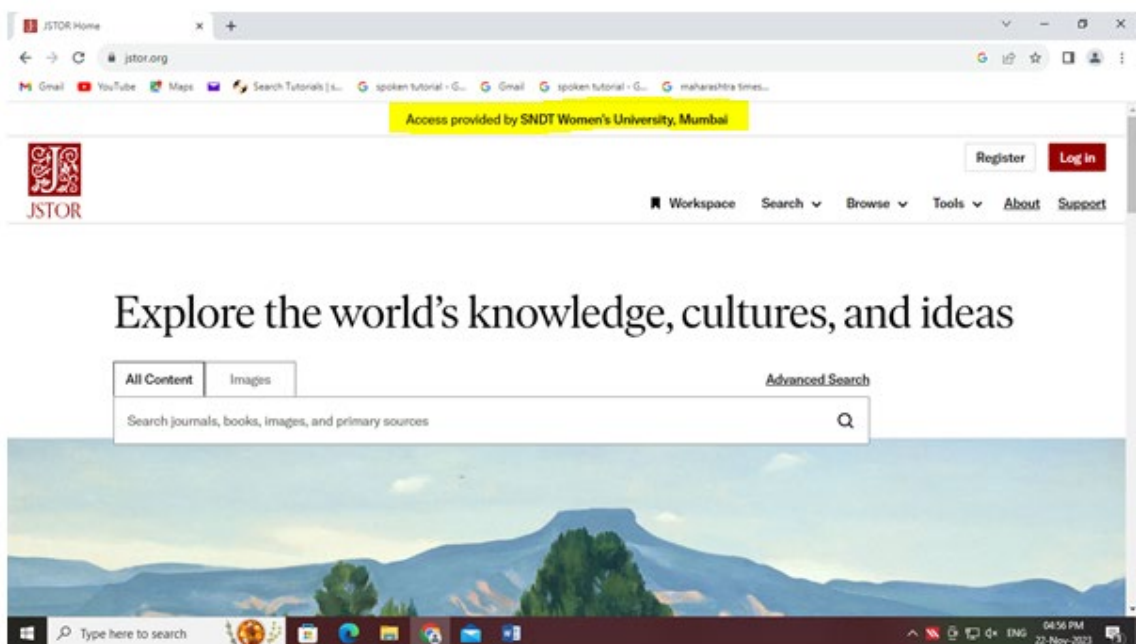 JSTOR Home
jstor.org
Gmail YouTube Maps Search Tutorials | s... spoken tutorial - G... Gmail spoken tutorial - G... maharashtra times...
Access provided by SNDT Women's University, Mumbai
Register Log in
JSTOR
Workspace Search Browse Tools About Support
Explore the world's knowledge, cultures, and ideas
All Content Images Advanced Search
Search journals, books, images, and primary sources
Type here to search
ENG
04:56 PM
22-Nov-2023